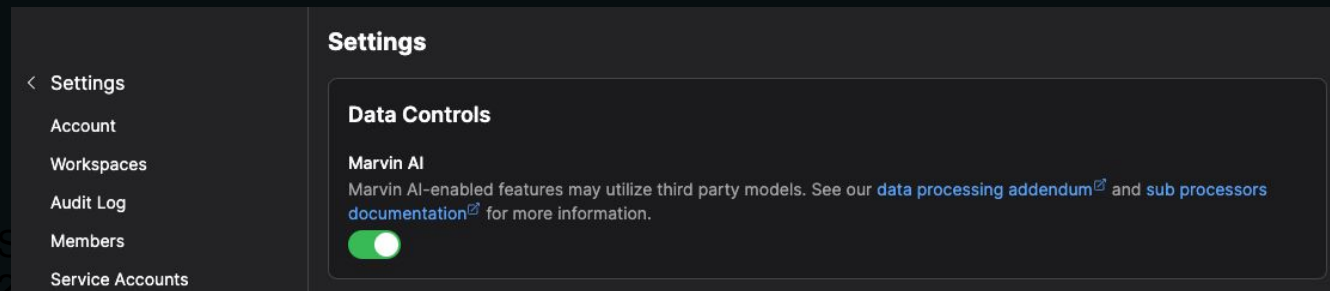 Settings
< Settings
Account
Workspaces
Audit Log
Members
Service Accounts
Data Controls
Marvin AI
Marvin AI-enabled features may utilize third party models. See our data processing addendum and sub processors
documentation for more information.